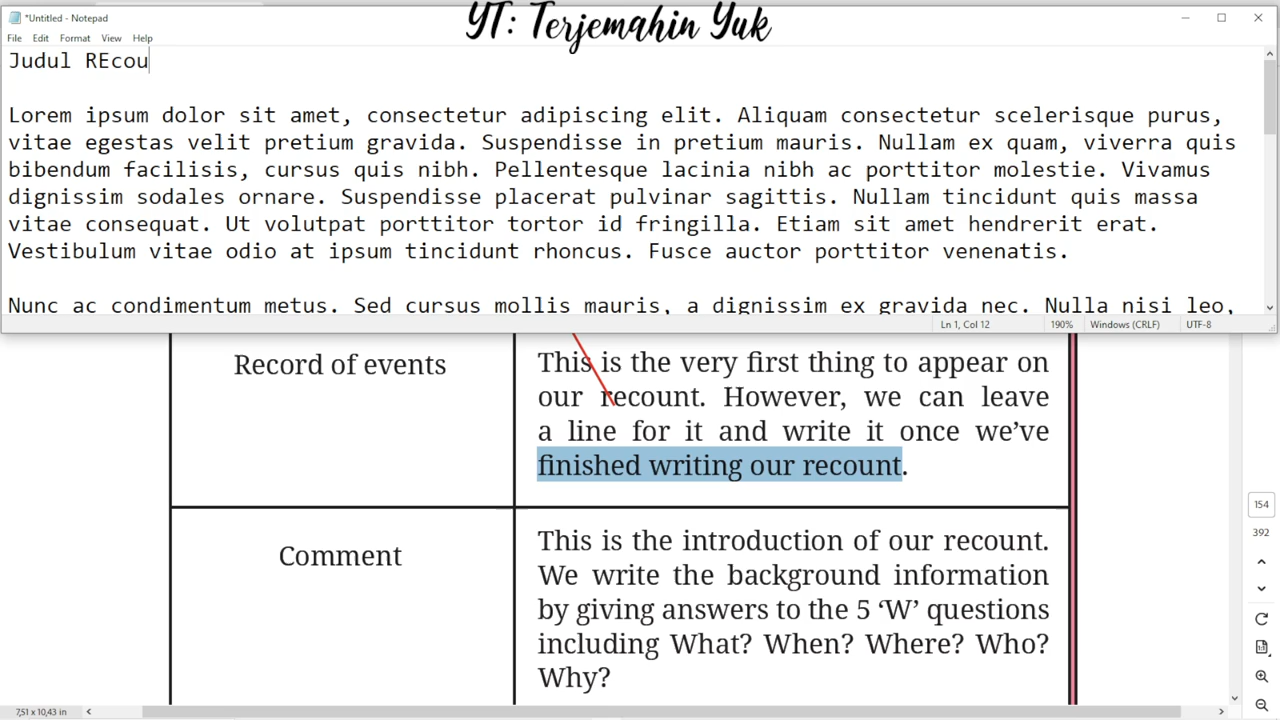 YT: Terjemahin Yuk
*Untitled - Notepad
File Edit Format View Help
Judul REcou
Lorem ipsum dolor sit amet, consectetur adipiscing elit. Aliquam consectetur scelerisque purus,
vitae egestas velit pretium gravida. Suspendisse in pretium mauris. Nullam ex quam, viverra quis
bibendum facilisis, cursus quis nibh. Pellentesque lacinia nibh ac porttitor molestie. Vivamus
dignissim sodales ornare. Suspendisse placerat pulvinar sagittis. Nullam tincidunt quis massa
vitae consequat. Ut volutpat porttitor tortor id fringilla. Etiam sit amet hendrerit erat.
Vestibulum vitae odio at ipsum tincidunt rhoncus. Fusce auctor porttitor venenatis.
Nunc ac condimentum metus. Sed cursus mollis mauris, a dignissim ex gravida nec. Nulla nisi leo,
Ln 1, Col 12 190% Windows (CRLF) UTF-8
Record of events
This is the very first thing to appear on
our recount. However, we can leave
a line for it and write it once we’ve
finished writing our recount.
Comment
This is the introduction of our recount.
We write the background information
by giving answers to the 5 ‘W’ questions
including What? When? Where? Who?
Why?
154
392
7,51 x 10,43 in